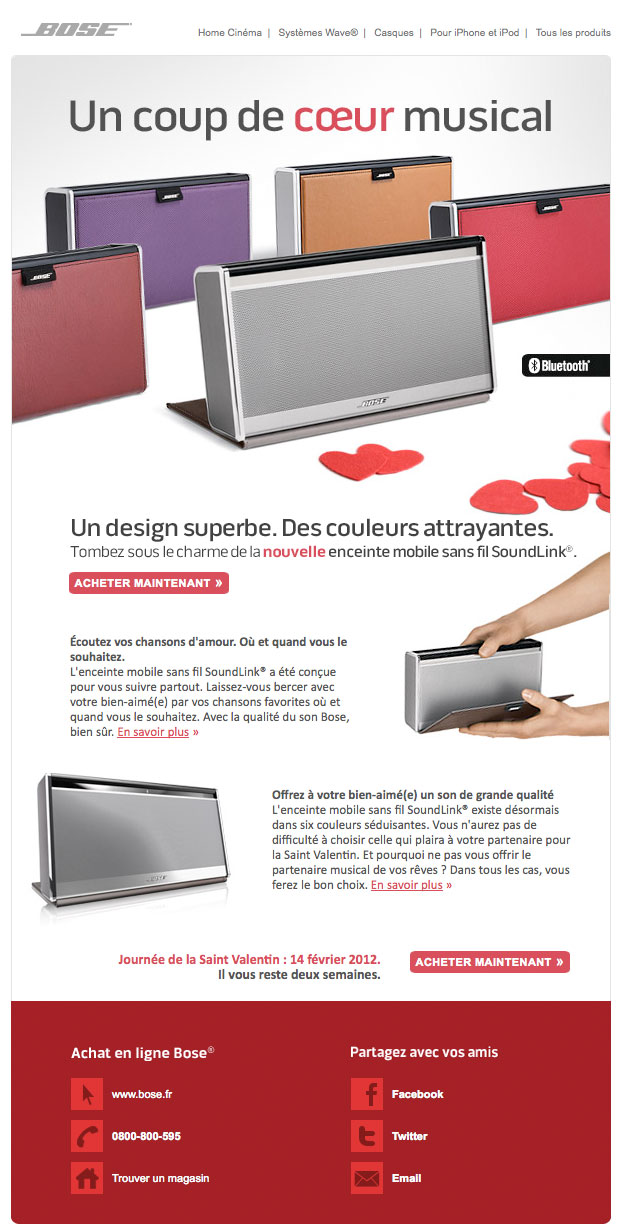 BOSE
Home Cinéma | Systèmes Wave® | Casques | Pour iPhone et iPod | Tous les produits
Un coup de cœur musical
BOSE
BOSE
BOSE
BOSE
BOSE
Bluetooth®
Un design superbe. Des couleurs attrayantes.
Tombez sous le charme de la nouvelle enceinte mobile sans fil SoundLink®.
ACHETER MAINTENANT »
Écoutez vos chansons d'amour. Où et quand vous le
souhaitez.
L'enceinte mobile sans fil SoundLink® a été conçue
pour vous suivre partout. Laissez-vous bercer avec
votre bien-aimé(e) par vos chansons favorites où et
quand vous le souhaitez. Avec la qualité du son Bose,
bien sûr. En savoir plus »
BOSE
Offrez à votre bien-aimé(e) un son de grande qualité
L'enceinte mobile sans fil SoundLink® existe désormais
dans six couleurs séduisantes. Vous n'aurez pas de
difficulté à choisir celle qui plaira à votre partenaire pour
la Saint Valentin. Et pourquoi ne pas vous offrir le
partenaire musical de vos rêves ? Dans tous les cas, vous
ferez le bon choix. En savoir plus »
Journée de la Saint Valentin : 14 février 2012.
Il vous reste deux semaines.
ACHETER MAINTENANT »
Achat en ligne Bose®
www.bose.fr
0800-800-595
Trouver un magasin
Partagez avec vos amis
Facebook
Twitter
Email